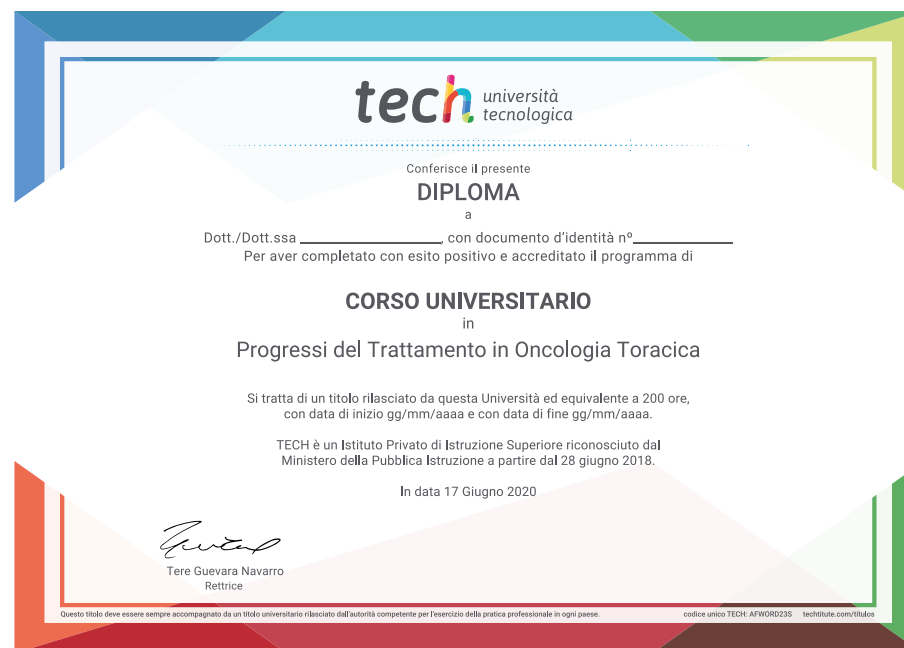 tech università
tecnologica
Conferisce il presente
DIPLOMA
a
Dott./Dott.ssa ____________________, con documento d'identità nº______________
Per aver completato con esito positivo e accreditato il programma di
CORSO UNIVERSITARIO
in
Progressi del Trattamento in Oncologia Toracica
Si tratta di un titolo rilasciato da questa Università ed equivalente a 200 ore,
con data di inizio gg/mm/aaaa e con data di fine gg/mm/aaaa.
TECH è un Istituto Privato di Istruzione Superiore riconosciuto dal
Ministero della Pubblica Istruzione a partire dal 28 giugno 2018.
In data 17 Giugno 2020
Tere Guevara Navarro
Rettrice
Questo titolo deve essere sempre accompagnato da un titolo universitario rilasciato dall'autorità competente per l'esercizio della pratica professionale in ogni paese. codice unico TECH: AFWORD23S techtitute.com/titulos